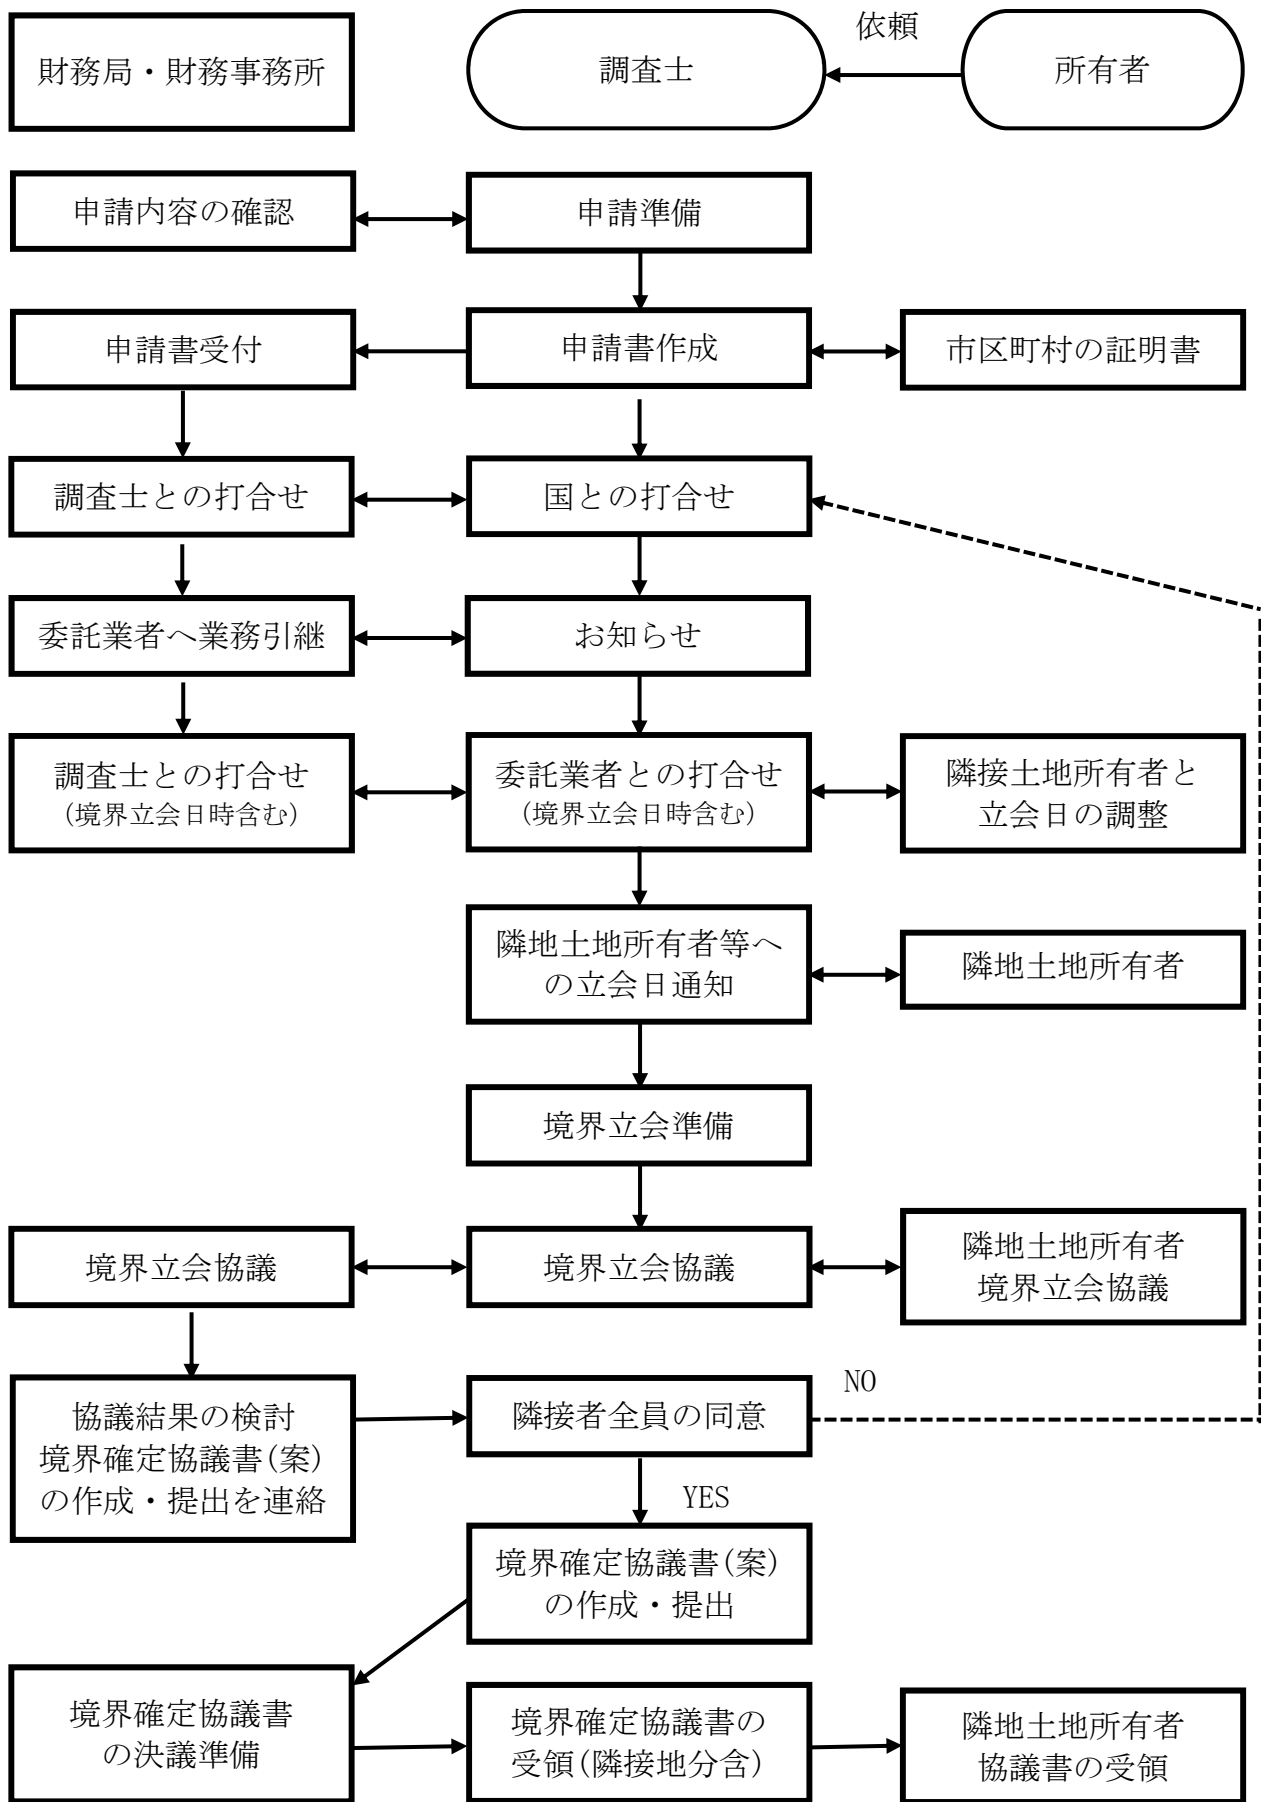 財務局・財務事務所
調査士
依頼
所有者
申請内容の確認
申請準備
申請書受付
申請書作成
市区町村の証明書
調査士との打合せ
国との打合せ
委託業者へ業務引継
お知らせ
調査士との打合せ
(境界立会日時含む)
委託業者との打合せ
(境界立会日時含む)
隣接土地所有者と
立会日の調整
隣地土地所有者等へ
の立会日通知
隣地土地所有者
境界立会準備
境界立会協議
境界立会協議
隣地土地所有者
境界立会協議
協議結果の検討
境界確定協議書(案)
の作成・提出を連絡
隣接者全員の同意
NO
YES
境界確定協議書(案)
の作成・提出
境界確定協議書
の決議準備
境界確定協議書の
受領(隣接地分含)
隣地土地所有者
協議書の受領